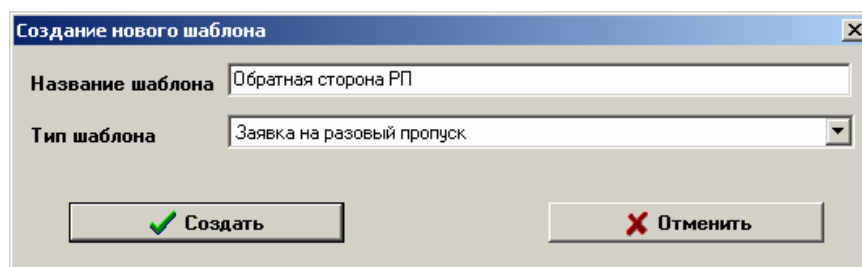 Создание нового шаблона
Название шаблона Обратная сторона РП
Тип шаблона Заявка на разовый пропуск
Создать Отменить